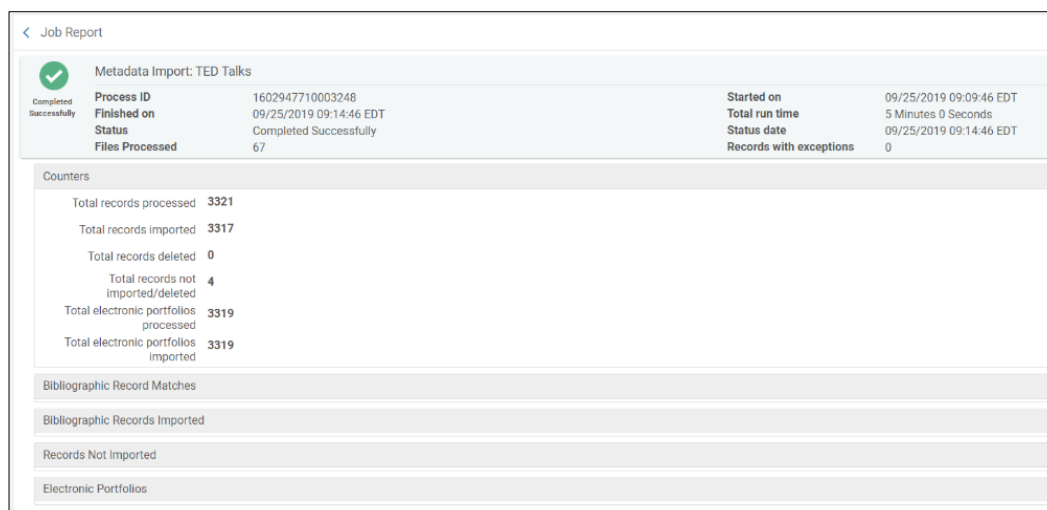 Job Report
Metadata Import: TED Talks
Completed
Successfully
Process ID 1602947710003248 Started on 09/25/2019 09:09:46 EDT
Finished on 09/25/2019 09:14:46 EDT Total run time 5 Minutes 0 Seconds
Status Completed Successfully Status date 09/25/2019 09:14:46 EDT
Files Processed 67 Records with exceptions 0
Counters
Total records processed 3321
Total records imported 3317
Total records deleted 0
Total records not
imported/deleted 4
Total electronic portfolios
processed 3319
Total electronic portfolios
imported 3319
Bibliographic Record Matches
Bibliographic Records Imported
Records Not Imported
Electronic Portfolios